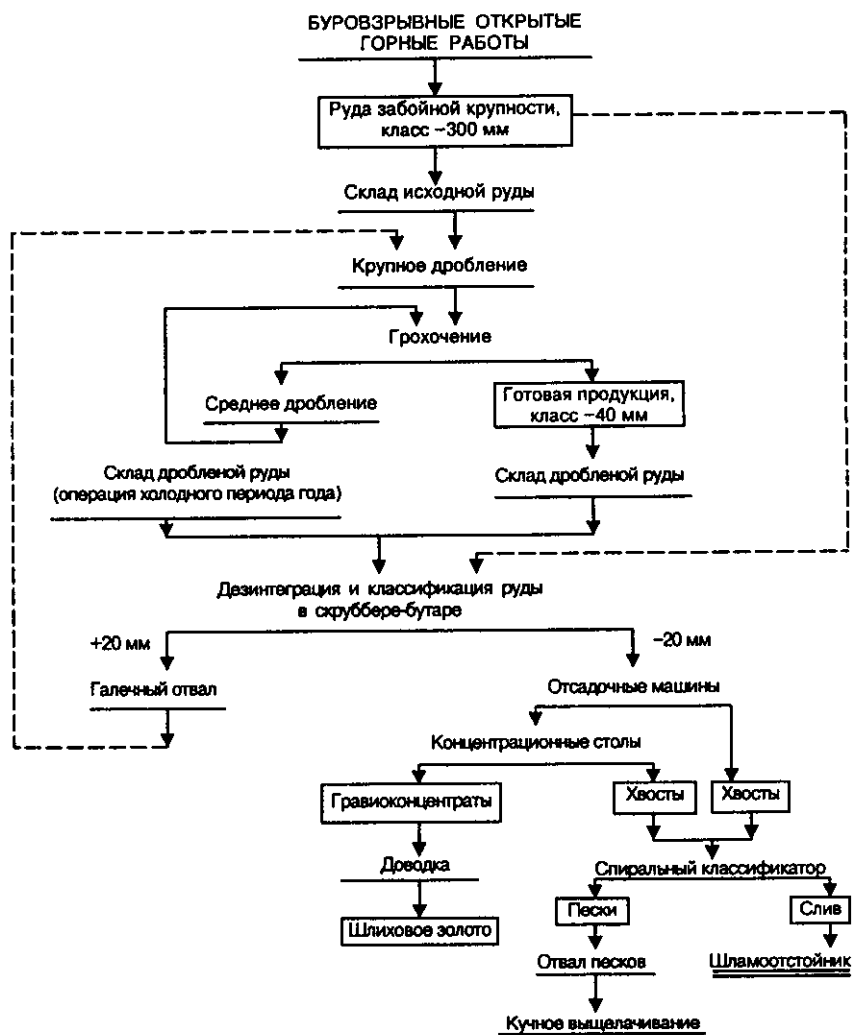 БУРОВЗРЫВНЫЕ ОТКРЫТЫЕ
ГОРНЫЕ РАБОТЫ
Руда забойной крупности,
класс −300 мм
Склад исходной руды
Крупное дробление
Грохочение
Среднее дробление
Готовая продукция,
класс −40 мм
Склад дробленой руды
(операция холодного периода года)
Склад дробленой руды
Дезинтеграция и классификация руды
в скруббере-бутаре
+20 мм
−20 мм
Галечный отвал
Отсадочные машины
Концентрационные столы
Гравиоконцентраты
Хвосты
Хвосты
Доводка
Спиральный классификатор
Шлиховое золото
Пески
Слив
Отвал песков
Шламоотстойник
Кучное выщелачивание